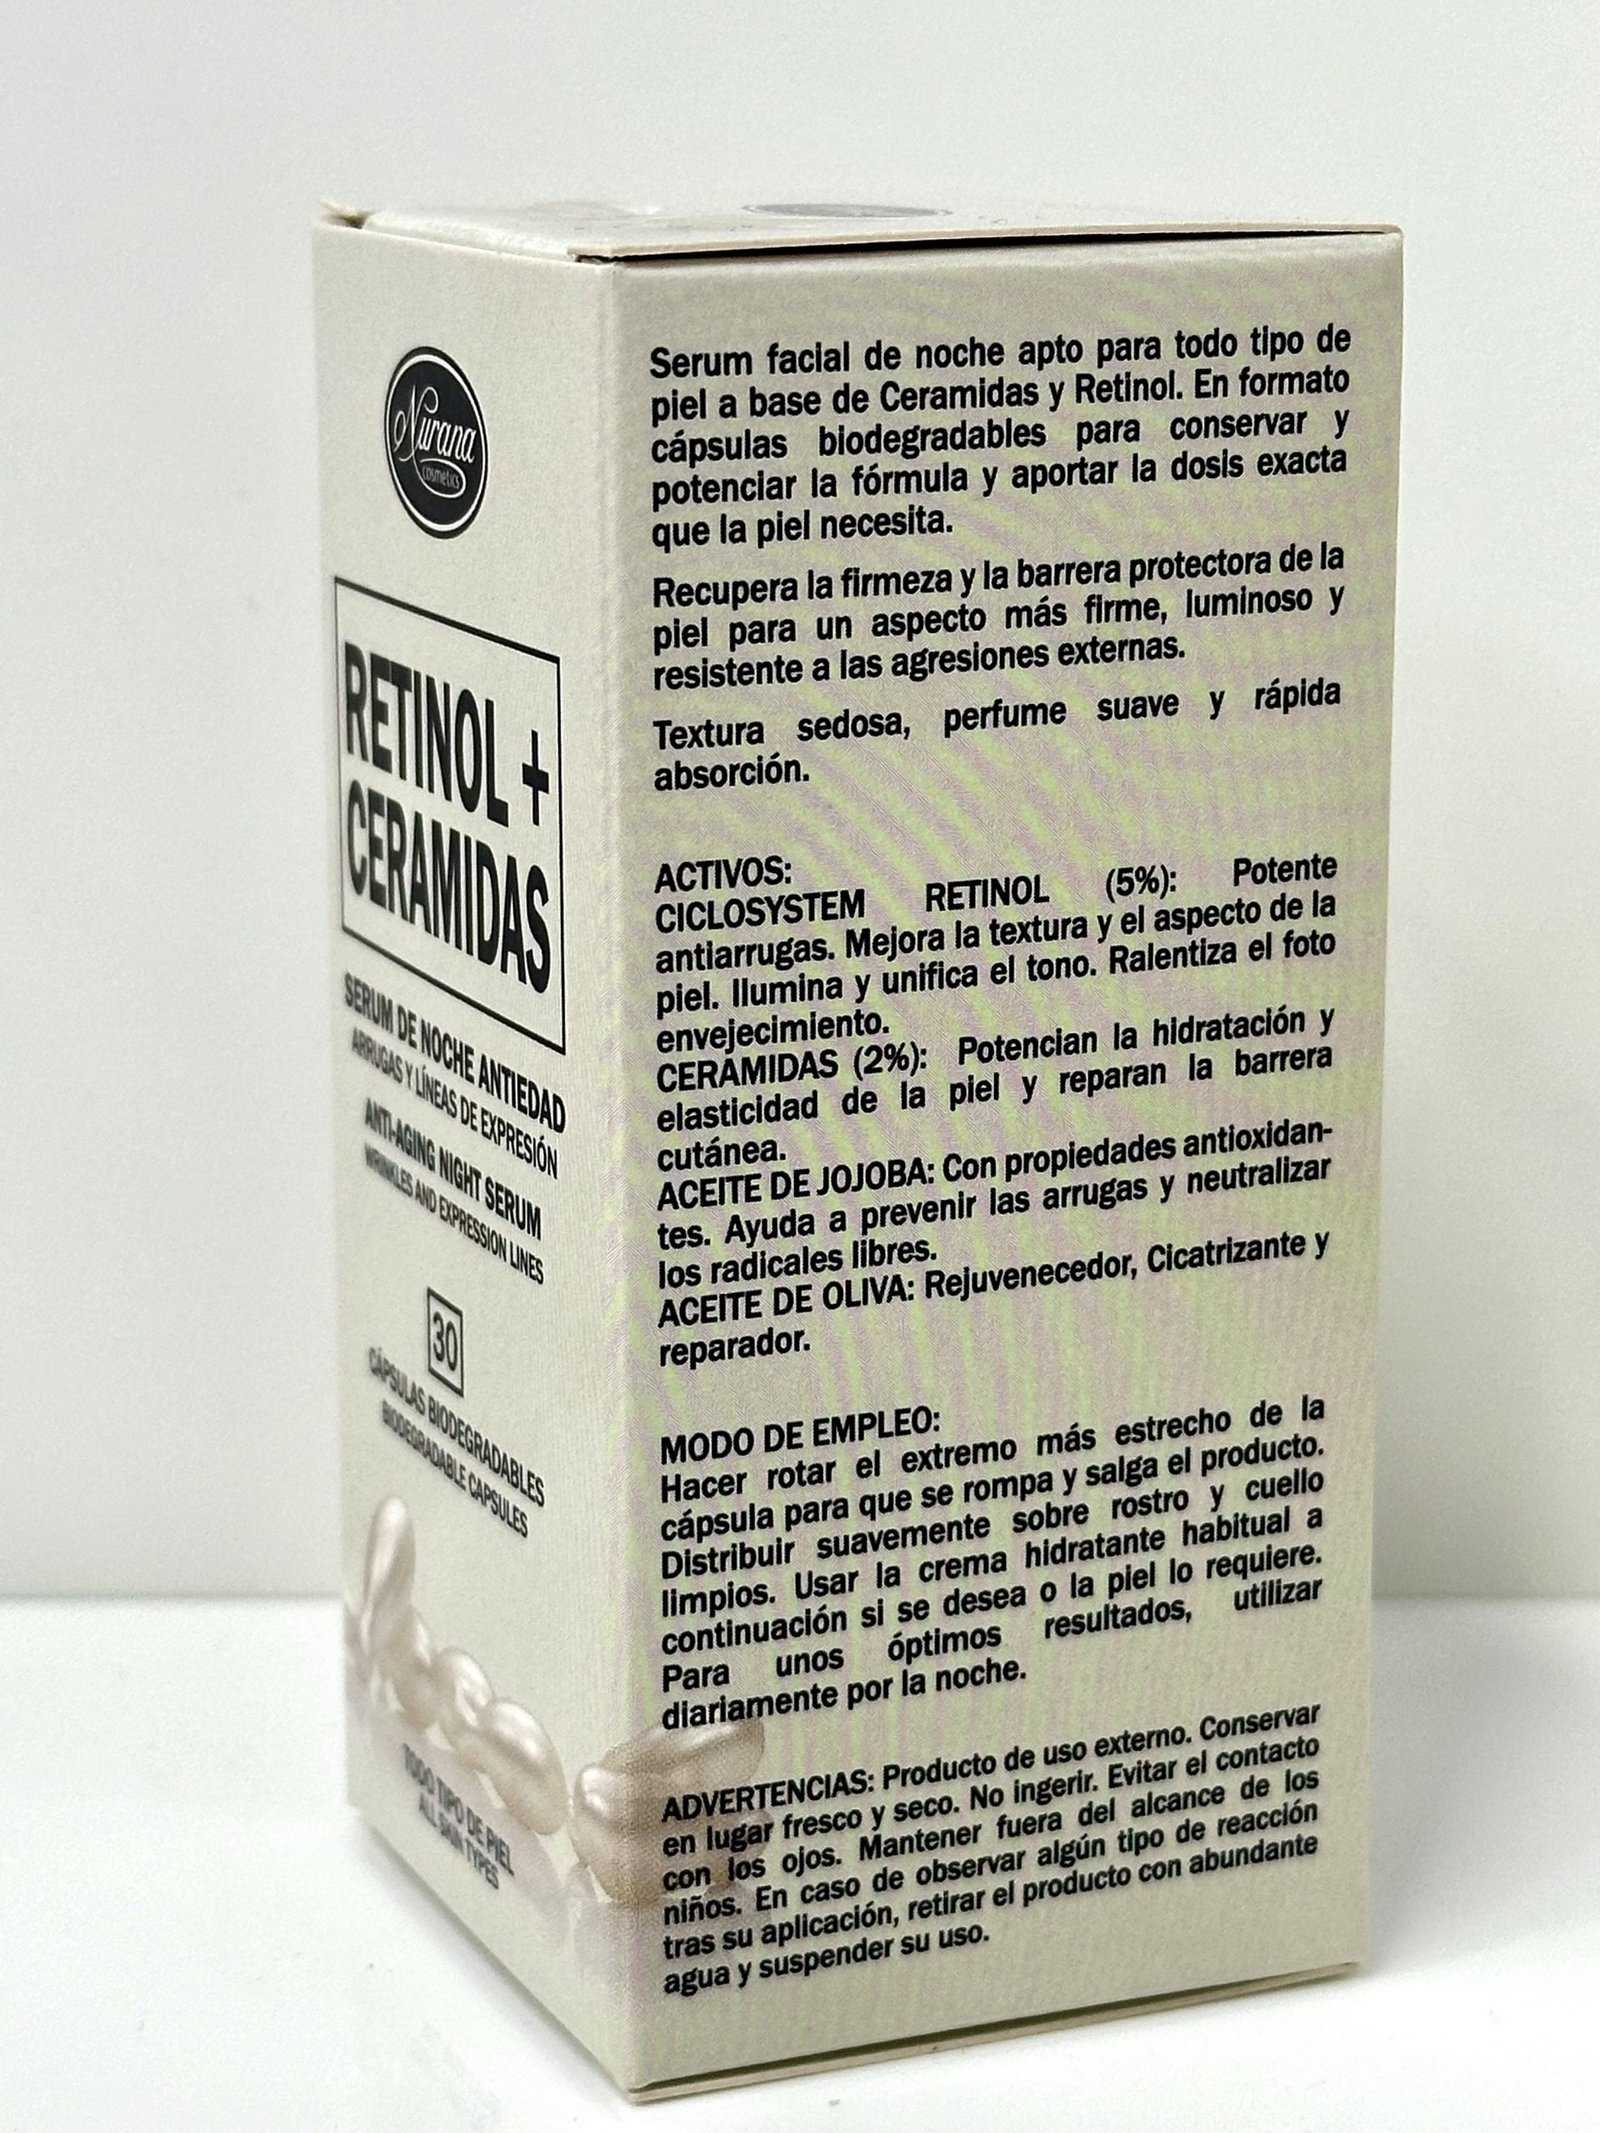 Nurana
cosmetics
RETINOL +
CERAMIDAS
SERUM DE NOCHE ANTIEDAD
ARRUGAS Y LÍNEAS DE EXPRESIÓN
ANTI-AGING NIGHT SERUM
WRINKLES AND EXPRESSION LINES
30
CÁPSULAS BIODEGRADABLES
BIODEGRADABLE CAPSULES
TODO TIPO DE PIEL
ALL SKIN TYPES
Serum facial de noche apto para todo tipo de
piel a base de Ceramidas y Retinol. En formato
cápsulas biodegradables para conservar y
potenciar la fórmula y aportar la dosis exacta
que la piel necesita.
Recupera la firmeza y la barrera protectora de la
piel para un aspecto más firme, luminoso y
resistente a las agresiones externas.
Textura sedosa, perfume suave y rápida
absorción.
ACTIVOS:
CICLOSYSTEM RETINOL (5%): Potente
antiarrugas. Mejora la textura y el aspecto de la
piel. Ilumina y unifica el tono. Ralentiza el foto
envejecimiento.
CERAMIDAS (2%): Potencian la hidratación y
elasticidad de la piel y reparan la barrera
cutánea.
ACEITE DE JOJOBA: Con propiedades antioxidan-
tes. Ayuda a prevenir las arrugas y neutralizar
los radicales libres.
ACEITE DE OLIVA: Rejuvenecedor, Cicatrizante y
reparador.
MODO DE EMPLEO:
Hacer rotar el extremo más estrecho de la
cápsula para que se rompa y salga el producto.
Distribuir suavemente sobre rostro y cuello
limpios. Usar la crema hidratante habitual a
continuación si se desea o la piel lo requiere.
Para unos óptimos resultados, utilizar
diariamente por la noche.
ADVERTENCIAS: Producto de uso externo. Conservar
en lugar fresco y seco. No ingerir. Evitar el contacto
con los ojos. Mantener fuera del alcance de los
niños. En caso de observar algún tipo de reacción
tras su aplicación, retirar el producto con abundante
agua y suspender su uso.